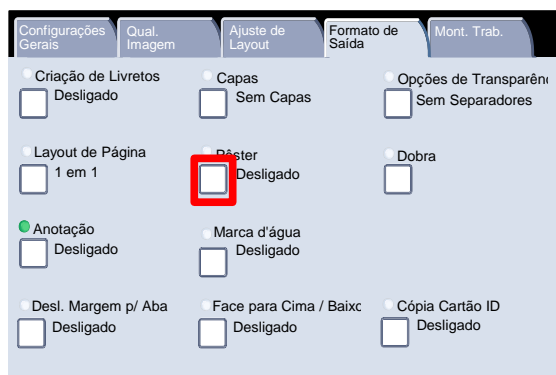 Configurações Gerais
Qual. Imagem
Ajuste de Layout
Formato de Saída
Mont. Trab.
Criação de Livretos
Desligado
Capas
Sem Capas
Opções de Transparên
Sem Separadores
Layout de Página
1 em 1
Pôster
Desligado
Dobra
Anotação
Desligado
Marca d'água
Desligado
Desl. Margem p/ Aba
Desligado
Face para Cima / Baixo
Desligado
Cópia Cartão ID
Desligado